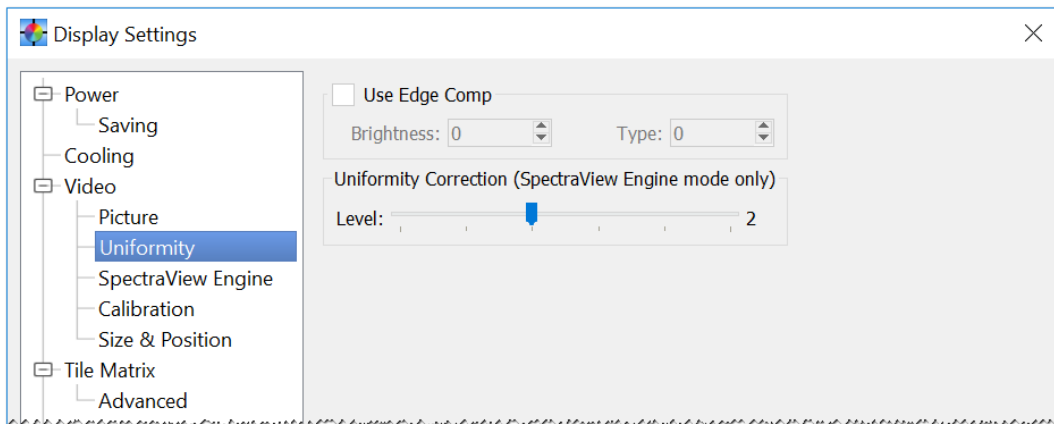 Display Settings
Power
Saving
Cooling
Video
Picture
Uniformity
SpectraView Engine
Calibration
Size & Position
Tile Matrix
Advanced
Use Edge Comp
Brightness: 0 Type: 0
Uniformity Correction (SpectraView Engine mode only)
Level: 2